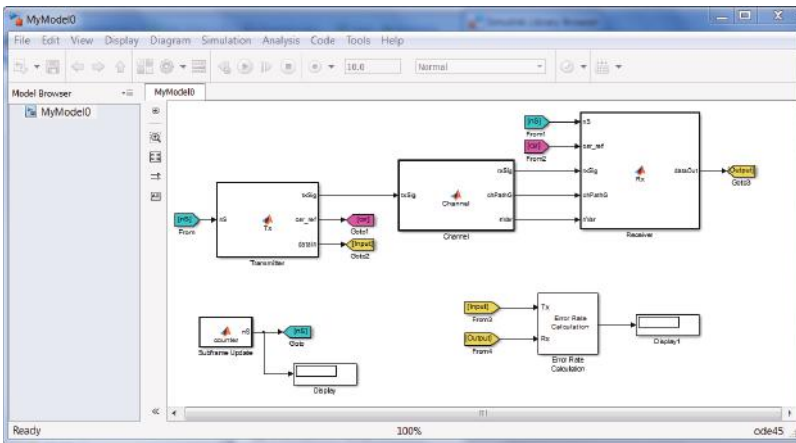 MyModel0
File Edit View Display Diagram Simulation Analysis Code Tools Help
10.0
Normal
Model Browser
MyModel0
MyModel0
[nS]
From1
[csr]
From2
nS
csr_ref
rxSig
chPathG
nVar
Rx
dataOut
[Output]
Goto3
Receiver
txSig
Channel
rxSig
chPathG
nVar
Channel
[nS]
From
nS
Tx
txSig
csr_ref
dataIn
[csr]
Goto1
[Input]
Goto2
Transmitter
counter
nS
Subframe Update
[nS]
Goto
Display
[Input]
From3
[Output]
From4
Tx
Rx
Error Rate
Calculation
Error Rate
Calculation
Display1
Ready
100%
ode45